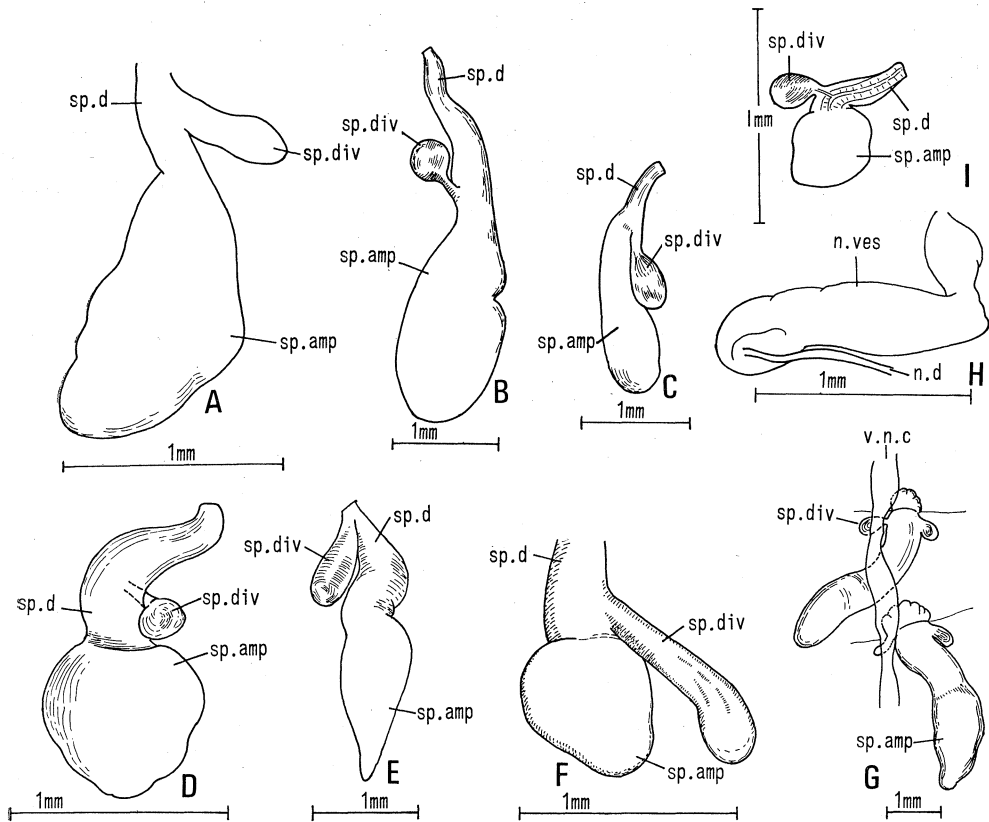 sp.d
sp.div
sp.amp
A
1mm
sp.d
sp.div
sp.amp
B
1mm
sp.d
sp.div
sp.amp
C
1mm
sp.div
1mm
sp.d
sp.amp
I
n.ves
n.d
H
1mm
sp.d
sp.div
sp.amp
D
1mm
sp.d
sp.div
sp.amp
E
1mm
sp.d
sp.div
sp.amp
F
1mm
v.n.c
sp.div
sp.amp
G
1mm